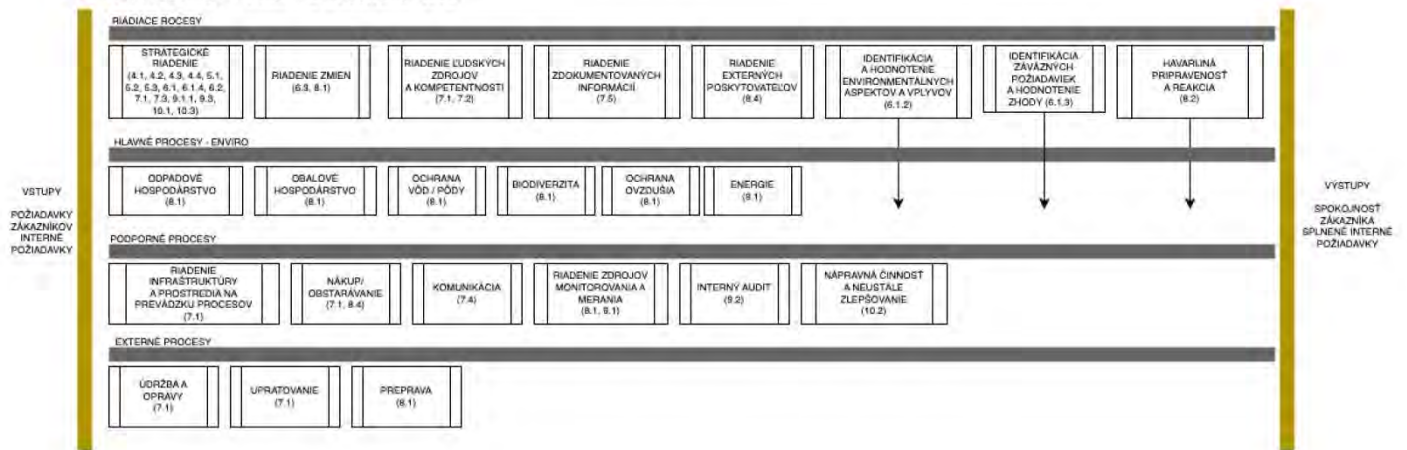 RIADIACE ROCESY
STRATEGICKÉ
RIADENIE
(4.1, 4.2, 4.3, 4.4, 5.1,
5.2, 5.3, 6.1, 6.1.4, 6.2,
7.1, 7.3, 9.1.1, 9.3,
10.1, 10.3)
RIADENIE ZMIEN
(6.3, 8.1)
RIADENIE ĽUDSKÝCH
ZDROJOV
A KOMPETENTNOSTI
(7.1, 7.2)
RIADENIE
ZDOKUMENTOVANÝCH
INFORMÁCIÍ
(7.5)
RIADENIE
EXTERNÝCH
POSKYTOVATEĽOV
(8.4)
IDENTIFIKÁCIA
A HODNOTENIE
ENVIRONMENTÁLNYCH
ASPEKTOV A VPLYVOV
(6.1.2)
IDENTIFIKÁCIA
ZÁVÄZNÝCH
POŽIADAVIEK
A HODNOTENIE
ZHODY (6.1.3)
HAVARIJNÁ
PRIPRAVENOSŤ
A REAKCIA
(8.2)
HLAVNÉ PROCESY - ENVIRO
ODPADOVÉ
HOSPODÁRSTVO
(8.1)
OBALOVÉ
HOSPODÁRSTVO
(8.1)
OCHRANA
VÔD / PÔDY
(8.1)
BIODIVERZITA
(8.1)
OCHRANA
OVZDUŠIA
(8.1)
ENERGIE
(9.1)
VSTUPY
POŽIADAVKY
ZÁKAZNÍKOV
INTERNÉ
POŽIADAVKY
VÝSTUPY
SPOKOJNOSŤ
ZÁKAZNÍKA
SPLNENÉ INTERNÉ
POŽIADAVKY
PODPORNÉ PROCESY
RIADENIE
INFRAŠTRUKTÚRY
A PROSTREDIA NA
PREVÁDZKU PROCESOV
(7.1)
NÁKUP/
OBSTARÁVANIE
(7.1, 8.4)
KOMUNIKÁCIA
(7.4)
RIADENIE ZDROJOV
MONITOROVANIA A
MERANIA
(8.1, 9.1)
INTERNÝ AUDIT
(9.2)
NÁPRAVNÁ ČINNOSŤ
A NEUSTÁLE
ZLEPŠOVANIE
(10.2)
EXTERNÉ PROCESY
ÚDRŽBA A
OPRAVY
(7.1)
UPRATOVANIE
(7.1)
PREPRAVA
(8.1)